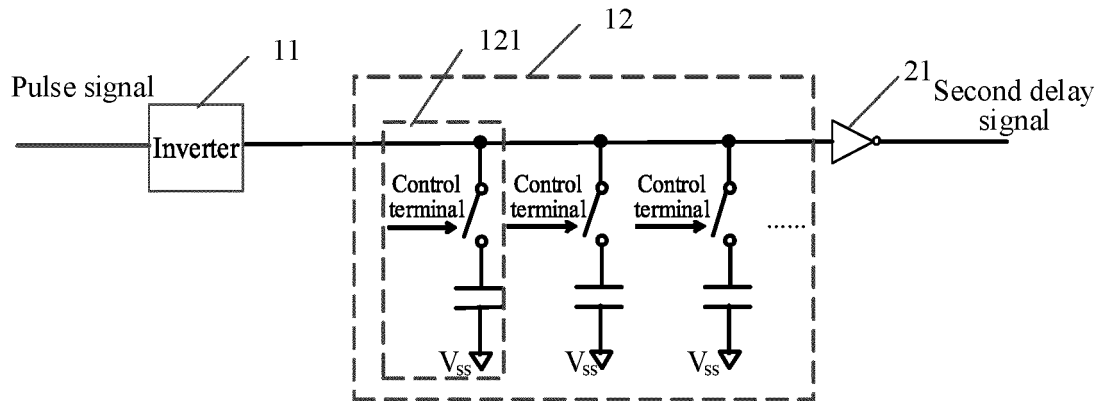 12
121
11
21
Pulse signal
Second delay
signal
Inverter
Control
terminal
Control
terminal
Control
terminal
......
Vss
Vss
Vss